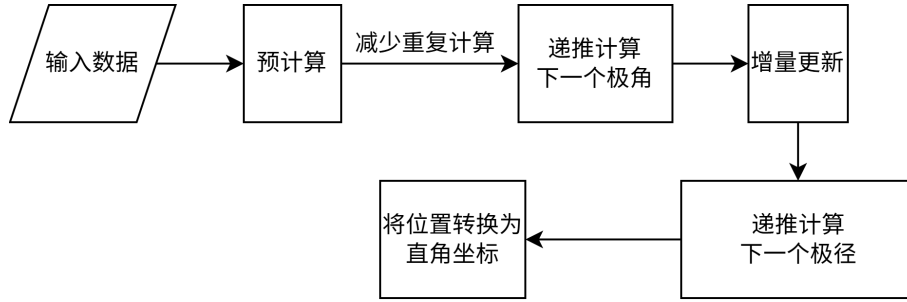 输入数据
预计算
减少重复计算
递推计算
下一个极角
增量更新
递推计算
下一个极径
将位置转换为
直角坐标